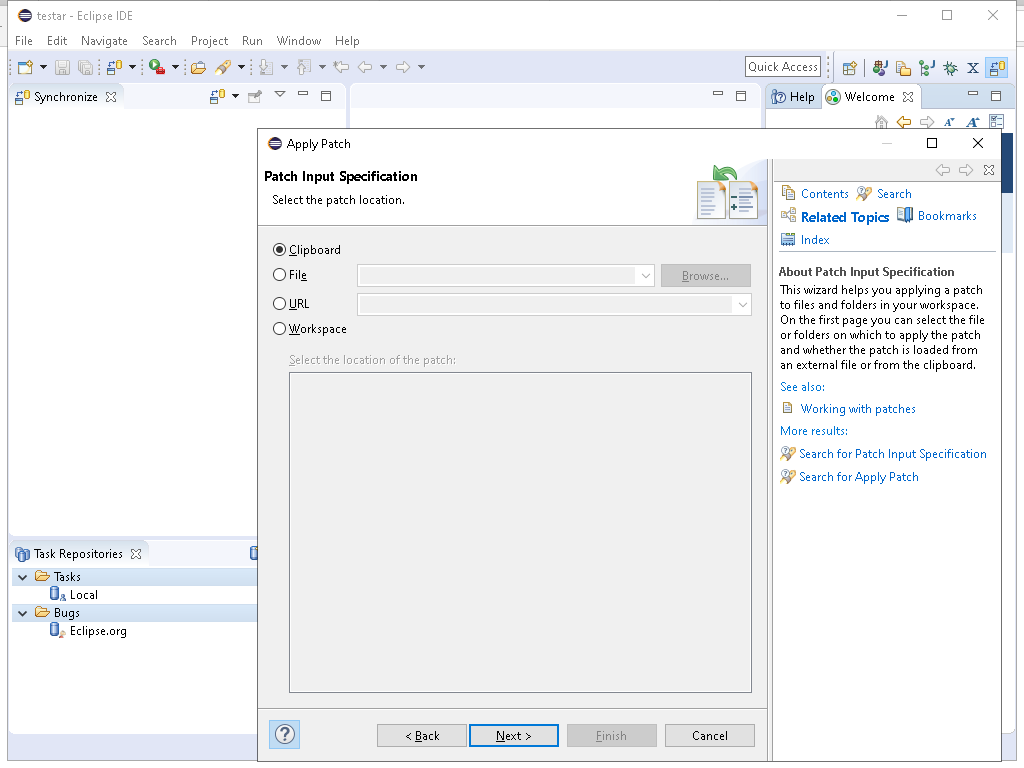 testar - Eclipse IDE
File Edit Navigate Search Project Run Window Help
Quick Access
Synchronize
Help Welcome
Apply Patch
Patch Input Specification
Select the patch location.
Clipboard
File Browse...
URL
Workspace
Select the location of the patch:
< Back Next > Finish Cancel
Contents Search
Related Topics Bookmarks
Index
About Patch Input Specification
This wizard helps you applying a patch
to files and folders in your workspace.
On the first page you can select the file
or folders on which to apply the patch
and whether the patch is loaded from
an external file or from the clipboard.
See also:
Working with patches
More results:
Search for Patch Input Specification
Search for Apply Patch
Task Repositories
Tasks
Local
Bugs
Eclipse.org